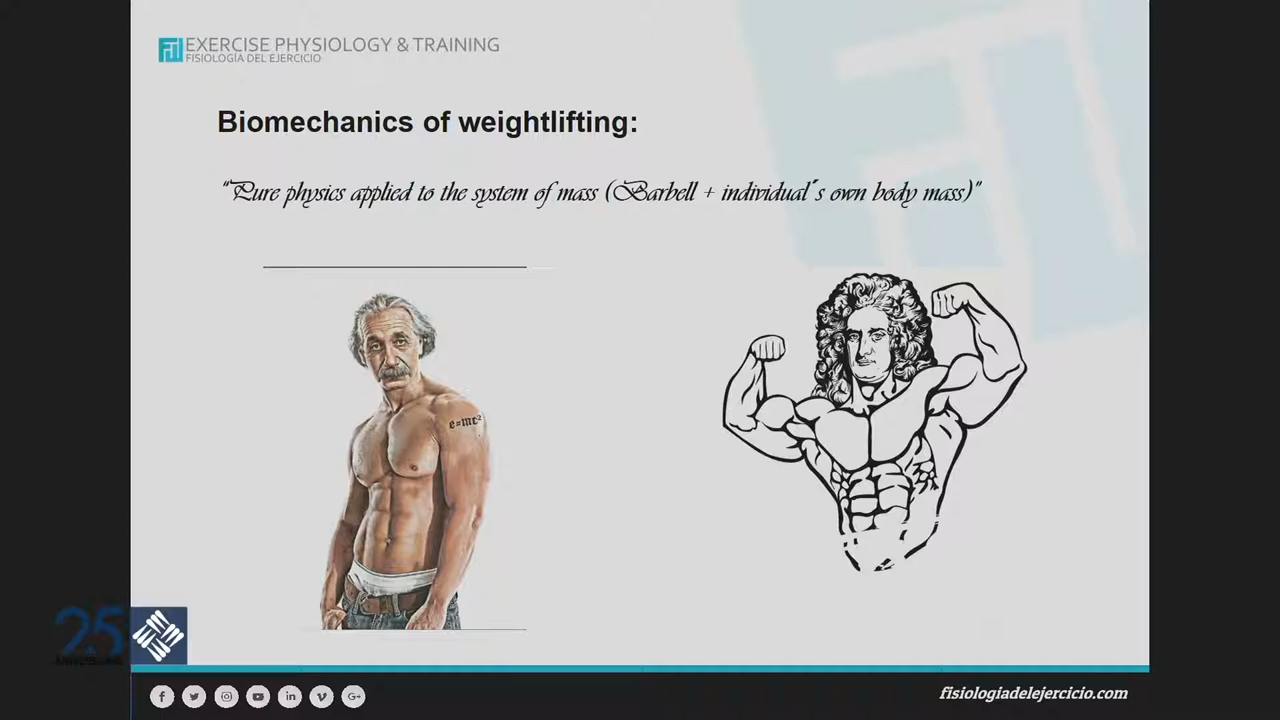 EXERCISE PHYSIOLOGY & TRAINING
FISIOLOGÍA DEL EJERCICIO
Biomechanics of weightlifting:
"Pure physics applied to the system of mass (Barbell + individual´s own body mass)"
e=mc²
25
fisiologiadelejercicio.com